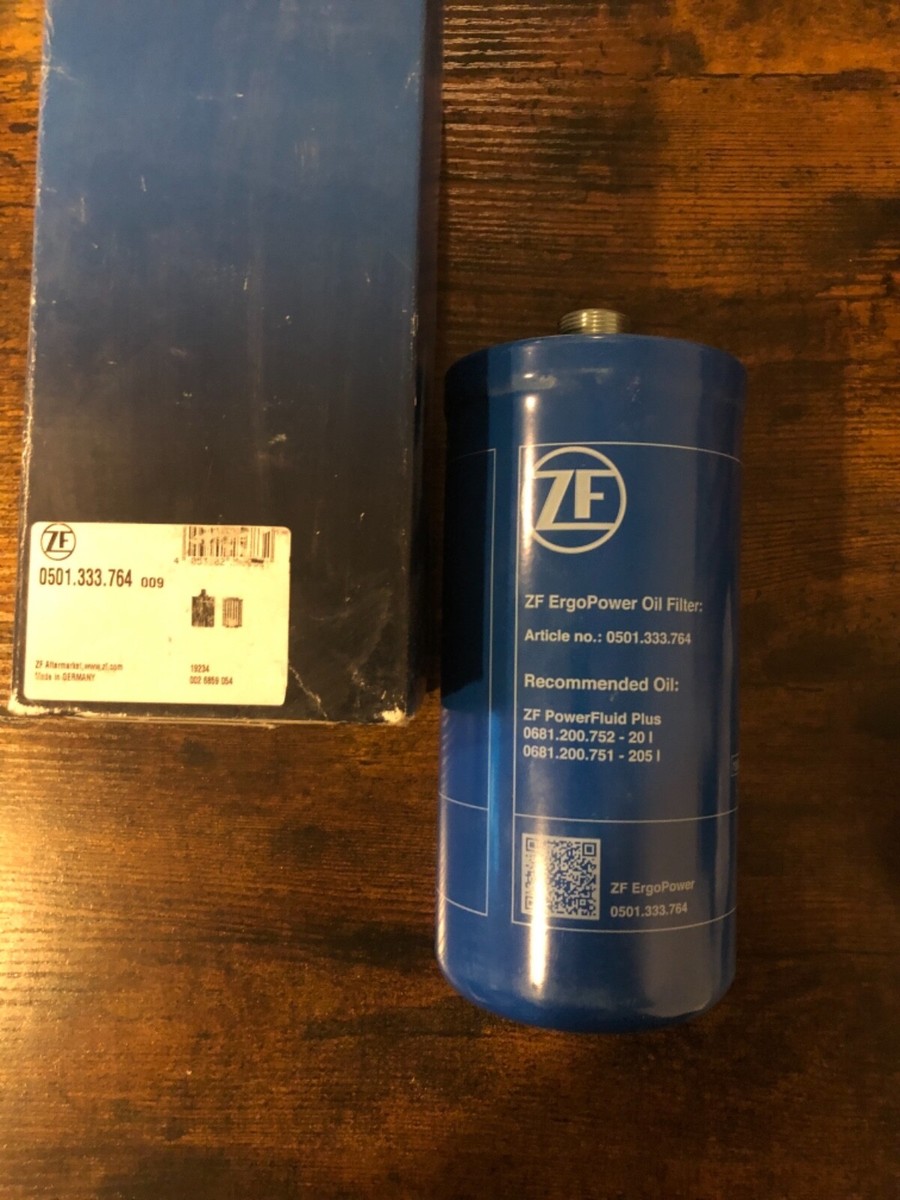 ZF
0501.333.764 009
ZF Aftermarket, www.zf.com
Made in GERMANY
19234
002 6859 054
ZF
ZF ErgoPower Oil Filter:
Article no.: 0501.333.764
Recommended Oil:
ZF PowerFluid Plus
0681.200.752 - 20 l
0681.200.751 - 205 l
ZF ErgoPower
0501.333.764